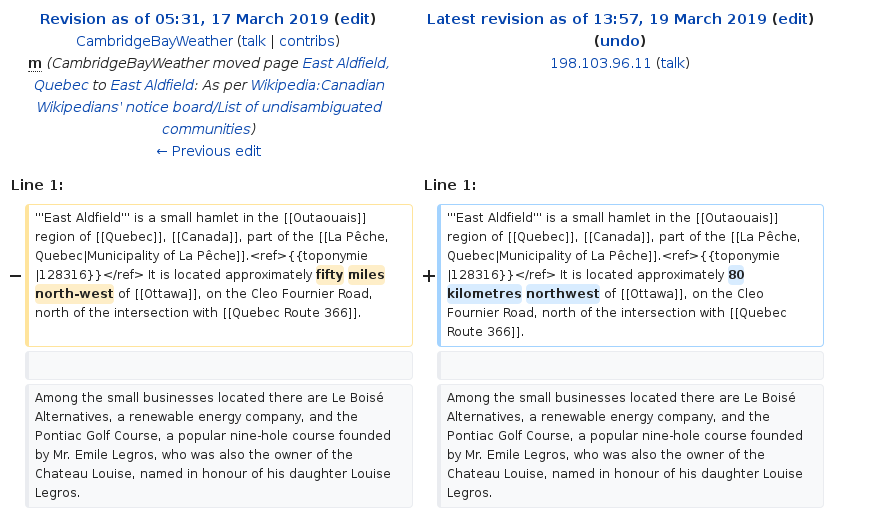 Revision as of 05:31, 17 March 2019 (edit)
CambridgeBayWeather (talk | contribs)
m (CambridgeBayWeather moved page East Aldfield,
Quebec to East Aldfield: As per Wikipedia:Canadian
Wikipedians' notice board/List of undisambiguated
communities)
← Previous edit
Latest revision as of 13:57, 19 March 2019 (edit)
(undo)
198.103.96.11 (talk)
Line 1:
Line 1:
− '''East Aldfield''' is a small hamlet in the [[Outaouais]]
region of [[Quebec]], [[Canada]], part of the [[La Pêche,
Quebec|Municipality of La Pêche]].<ref>{{toponymie
|128316}}</ref> It is located approximately fifty miles
north-west of [[Ottawa]], on the Cleo Fournier Road,
north of the intersection with [[Quebec Route 366]].
+ '''East Aldfield''' is a small hamlet in the [[Outaouais]]
region of [[Quebec]], [[Canada]], part of the [[La Pêche,
Quebec|Municipality of La Pêche]].<ref>{{toponymie
|128316}}</ref> It is located approximately 80
kilometres northwest of [[Ottawa]], on the Cleo
Fournier Road, north of the intersection with [[Quebec
Route 366]].
Among the small businesses located there are Le Boisé
Alternatives, a renewable energy company, and the
Pontiac Golf Course, a popular nine-hole course founded
by Mr. Emile Legros, who was also the owner of the
Chateau Louise, named in honour of his daughter Louise
Legros.
Among the small businesses located there are Le Boisé
Alternatives, a renewable energy company, and the
Pontiac Golf Course, a popular nine-hole course founded
by Mr. Emile Legros, who was also the owner of the
Chateau Louise, named in honour of his daughter Louise
Legros.